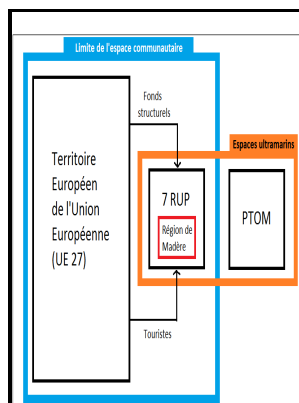 Limite de l'espace communautaire
Fonds
structurels
Espaces ultramarins
Territoire
Européen
de l'Union
Européenne
(UE 27)
7 RUP
Région de
Madère
PTOM
Touristes